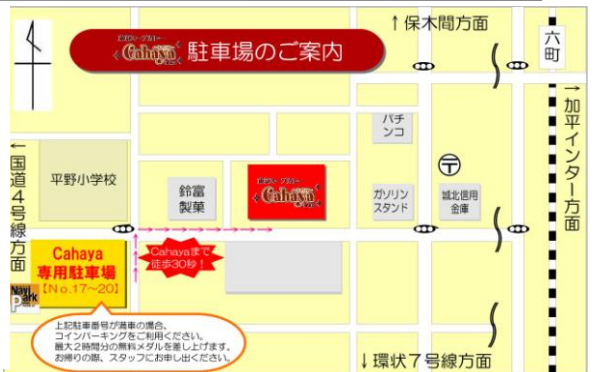 ↑保木間方面
Cahaya 駐車場のご案内
六町
パチ
ンコ
→加平インター方面
←国道4号線方面
平野小学校
鈴富
製菓
Cahaya
ガソリン
スタンド
〒
城北信用
金庫
Cahaya
専用駐車場
【No.17~20】
Cahayaまで
徒歩30秒!
Navi
Park
上記駐車番号が満車の場合、
コインパーキングをご利用ください。
最大2時間分の無料メダルを差し上げます。
お帰りの際、スタッフにお申し出ください。
↓環状7号線方面